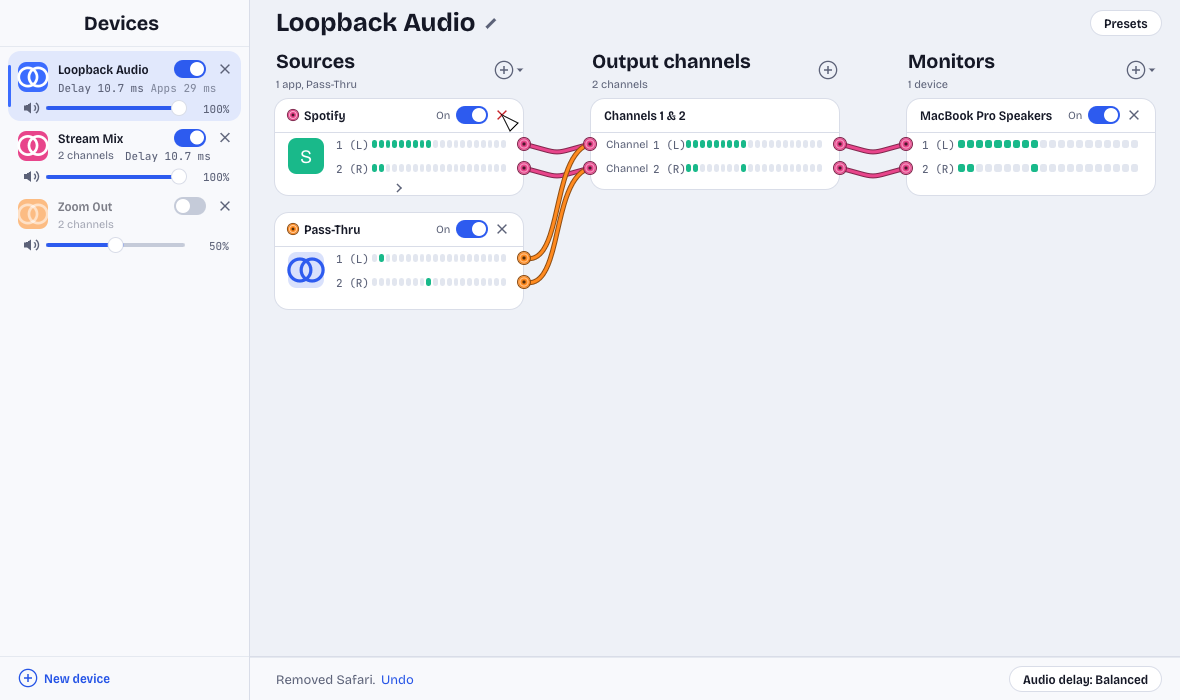 Devices
Loopback Audio
Delay 10.7 ms Apps 29 ms
100%
Stream Mix
2 channels Delay 10.7 ms
100%
Zoom Out
2 channels
50%
New device
Loopback Audio
Presets
Sources
1 app, Pass-Thru
Output channels
2 channels
Monitors
1 device
Spotify On
S
1 (L)
2 (R)
Pass-Thru On
1 (L)
2 (R)
Channels 1 & 2
Channel 1 (L)
Channel 2 (R)
MacBook Pro Speakers On
1 (L)
2 (R)
Removed Safari. Undo
Audio delay: Balanced